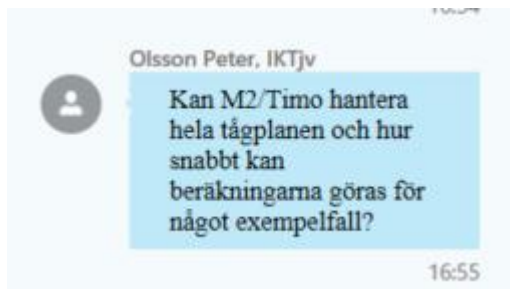 Olsson Peter, IKTjv
Kan M2/Timo hantera
hela tågplanen och hur
snabbt kan
beräkningarna göras för
något exempelfall?
16:55